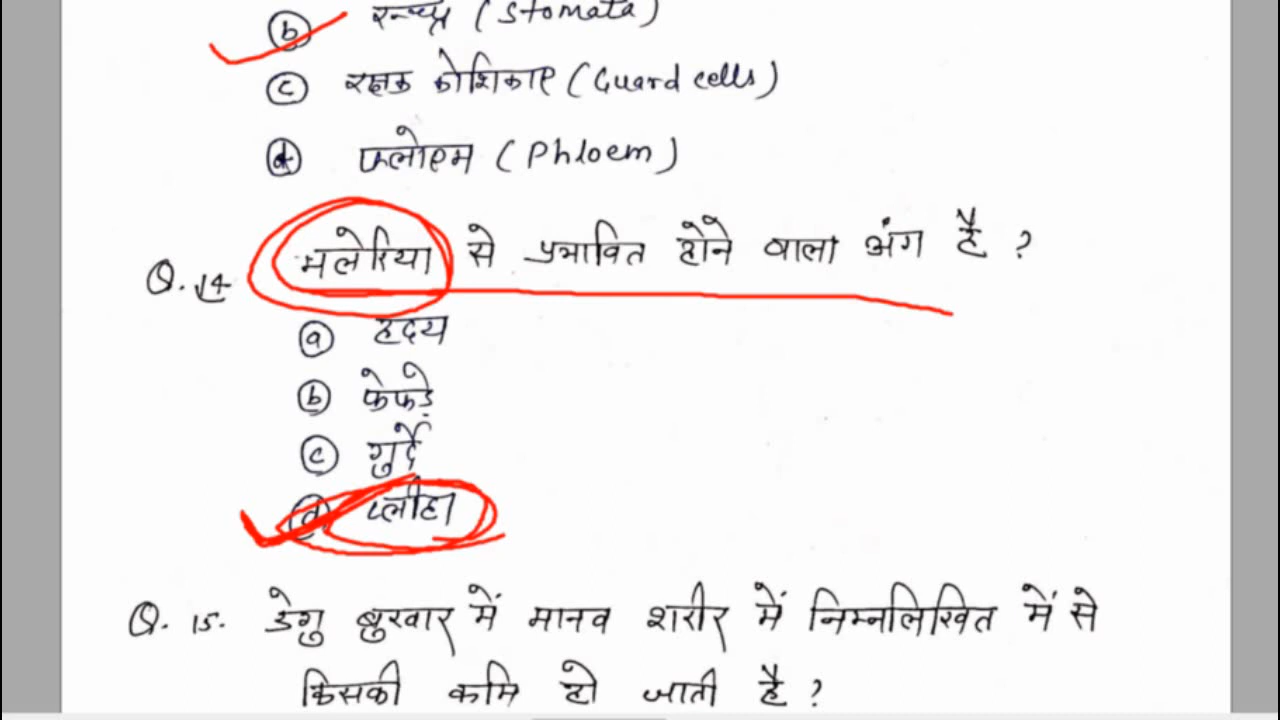 (b) रन्ध्र (Stomata)
(c) रक्षक कोशिकाए (Guard cells)
(d) फ्लोएम (Phloem)
Q.14 मलेरिया से प्रभावित होने वाला अंग है ?
(a) हृदय
(b) फेफड़े
(c) गुर्दे
(d) प्लीहा
Q. 15. डेगु बुखार में मानव शरीर में निम्नलिखित में से
किसकी कमि हो जाती है ?